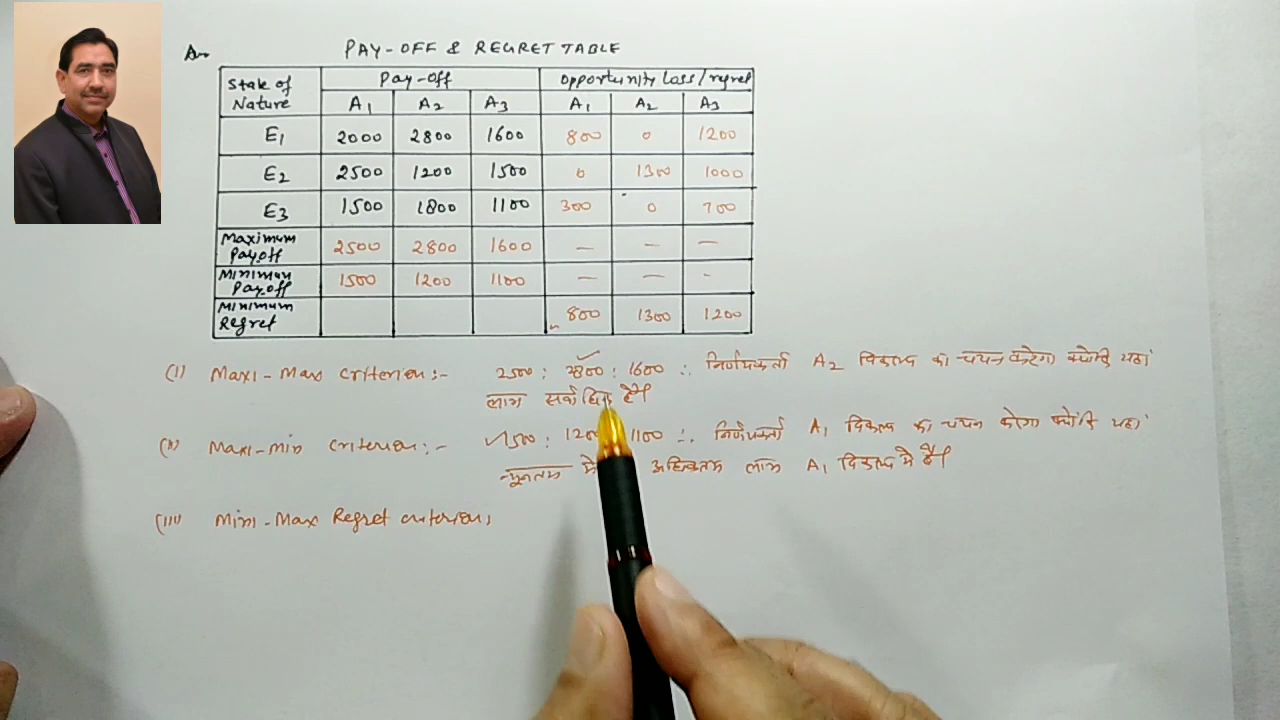 Ans
PAY-OFF & REGRET TABLE
State of Nature Pay-off Opportunity Loss/regret
A1 A2 A3 A1 A2 A3
E1 2000 2800 1600 800 0 1200
E2 2500 1200 1500 0 1300 1000
E3 1500 1800 1100 300 0 700
Maximum Payoff 2500 2800 1600 — — —
Minimum Payoff 1500 1200 1100 — — -
Minimum Regret 800 1300 1200
(I) Maxi-Max criterion:- 2500 : 2800 : 1600 ∴ निर्णयकर्ता A2 विकल्प का चयन करेगा क्योंकि यहां
लाभ सर्वाधिक है।
(II) Maxi-min criterion:- 1500 : 1200 : 1100 ∴ निर्णयकर्ता A1 विकल्प का चयन करेगा क्योंकि यहां
न्यूनतम में अधिकतम लाभ A1 विकल्प में है।
(III) Mini-Max Regret criterion: